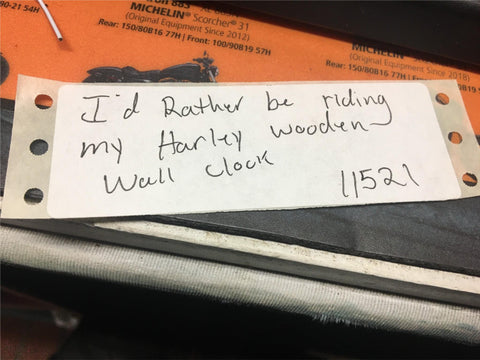 MICHELIN® Scorcher® 31
(Original Equipment Since 2012)
Rear: 150/80B16 77H | Front: 100/90B19 57H
MICHELIN
(Original Equipment Since 2018)
Rear: 150/80B16 77H | Fro
I'd Rather be riding
my Harley wooden
Wall clock
11521